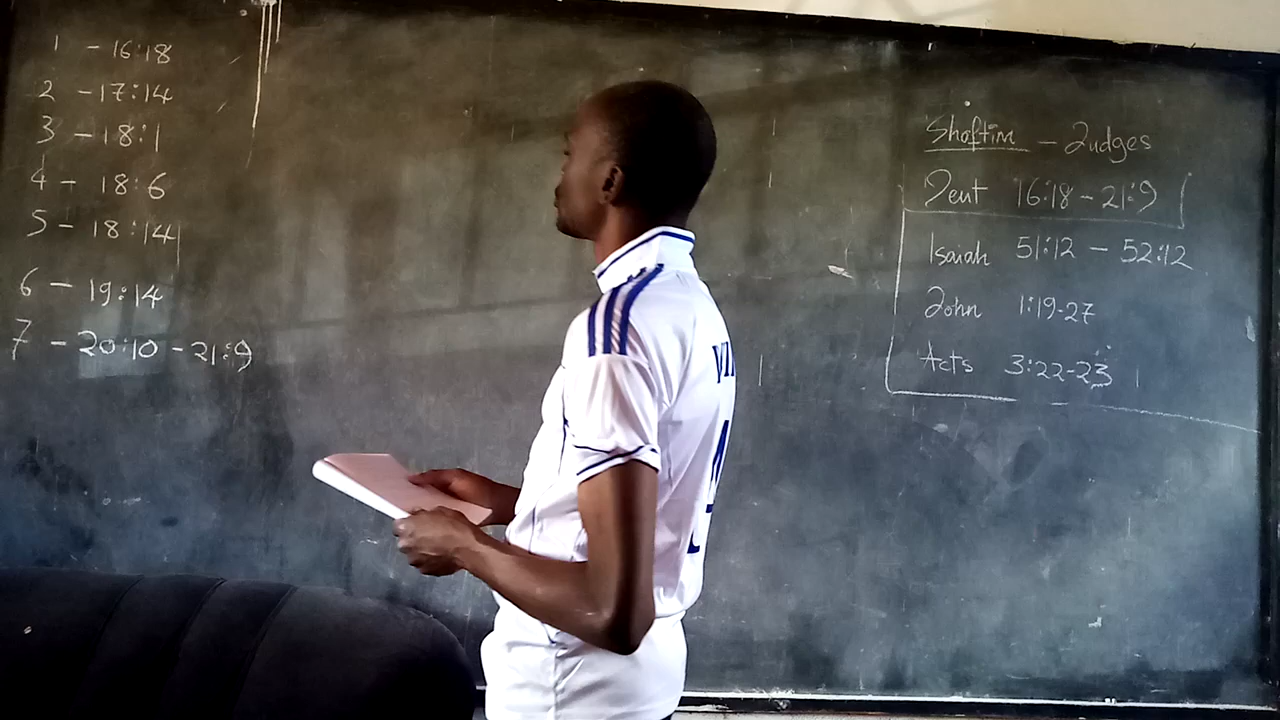 1 - 16:18
2 - 17:14
3 - 18:1
4 - 18:6
5 - 18:14
6 - 19:14
7 - 20:10 - 21:9
Shoftim - Judges
Deut 16:18 - 21:9
Isaiah 51:12 - 52:12
John 1:19-27
Acts 3:22-23